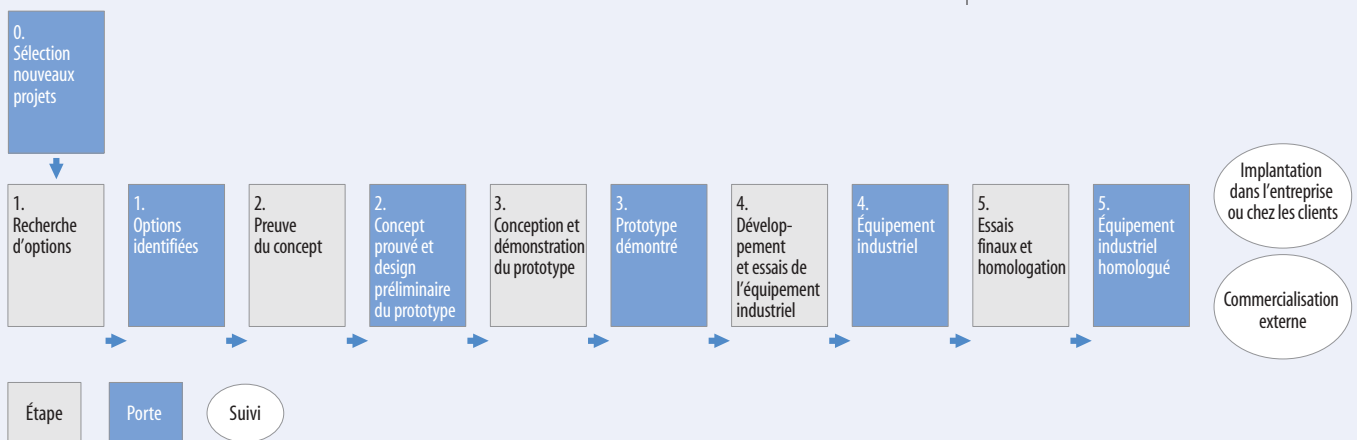 0.
Sélection
nouveaux
projets
1.
Recherche
d’options
1.
Options
identifiées
2.
Preuve
du concept
2.
Concept
prouvé et
design
préliminaire
du prototype
3.
Conception et
démonstration
du prototype
3.
Prototype
démontré
4.
Dévelop-
pement
et essais de
l’équipement
industriel
4.
Équipement
industriel
5.
Essais
finaux et
homologation
5.
Équipement
industriel
homologué
Implantation
dans l’entreprise
ou chez les clients
Commercialisation
externe
Étape
Porte
Suivi